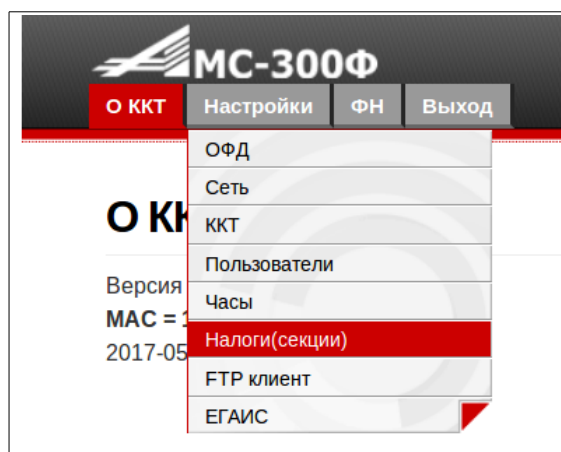 АМС-300Ф
О ККТ Настройки ФН Выход
ОФД
Сеть
О КК
ККТ
Пользователи
Версия
Часы
MAC = 1
Налоги(секции)
2017-05
FTP клиент
ЕГАИС